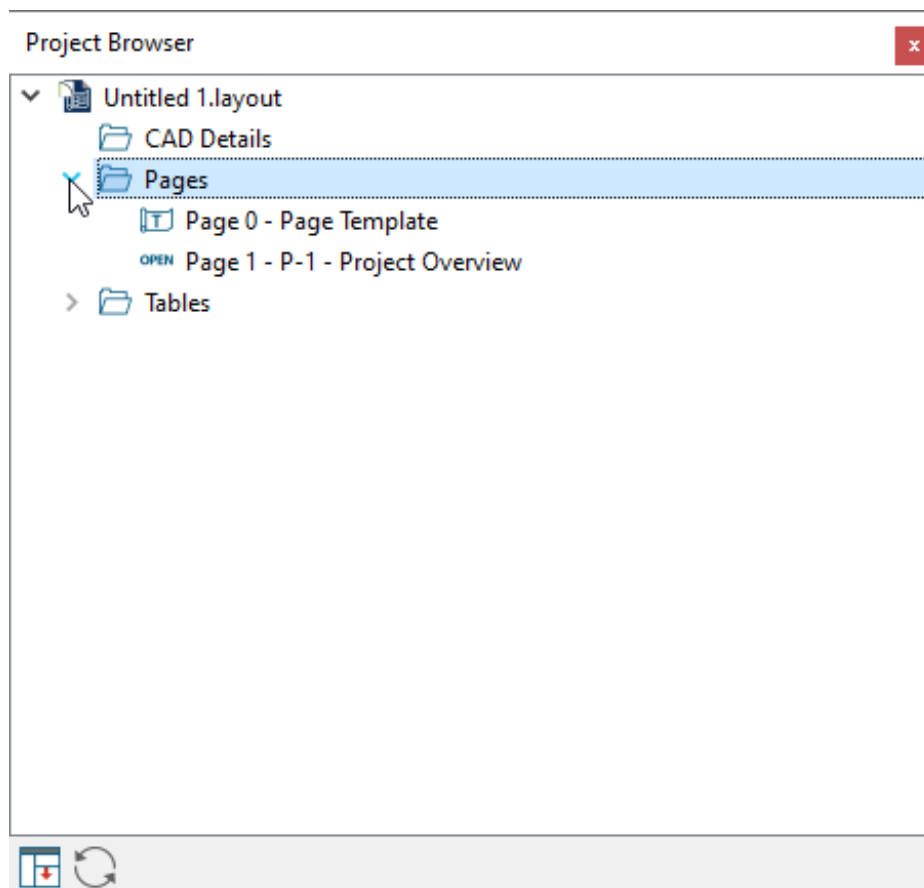 Project Browser
x
Untitled 1.layout
CAD Details
Pages
T Page 0 - Page Template
OPEN Page 1 - P-1 - Project Overview
Tables